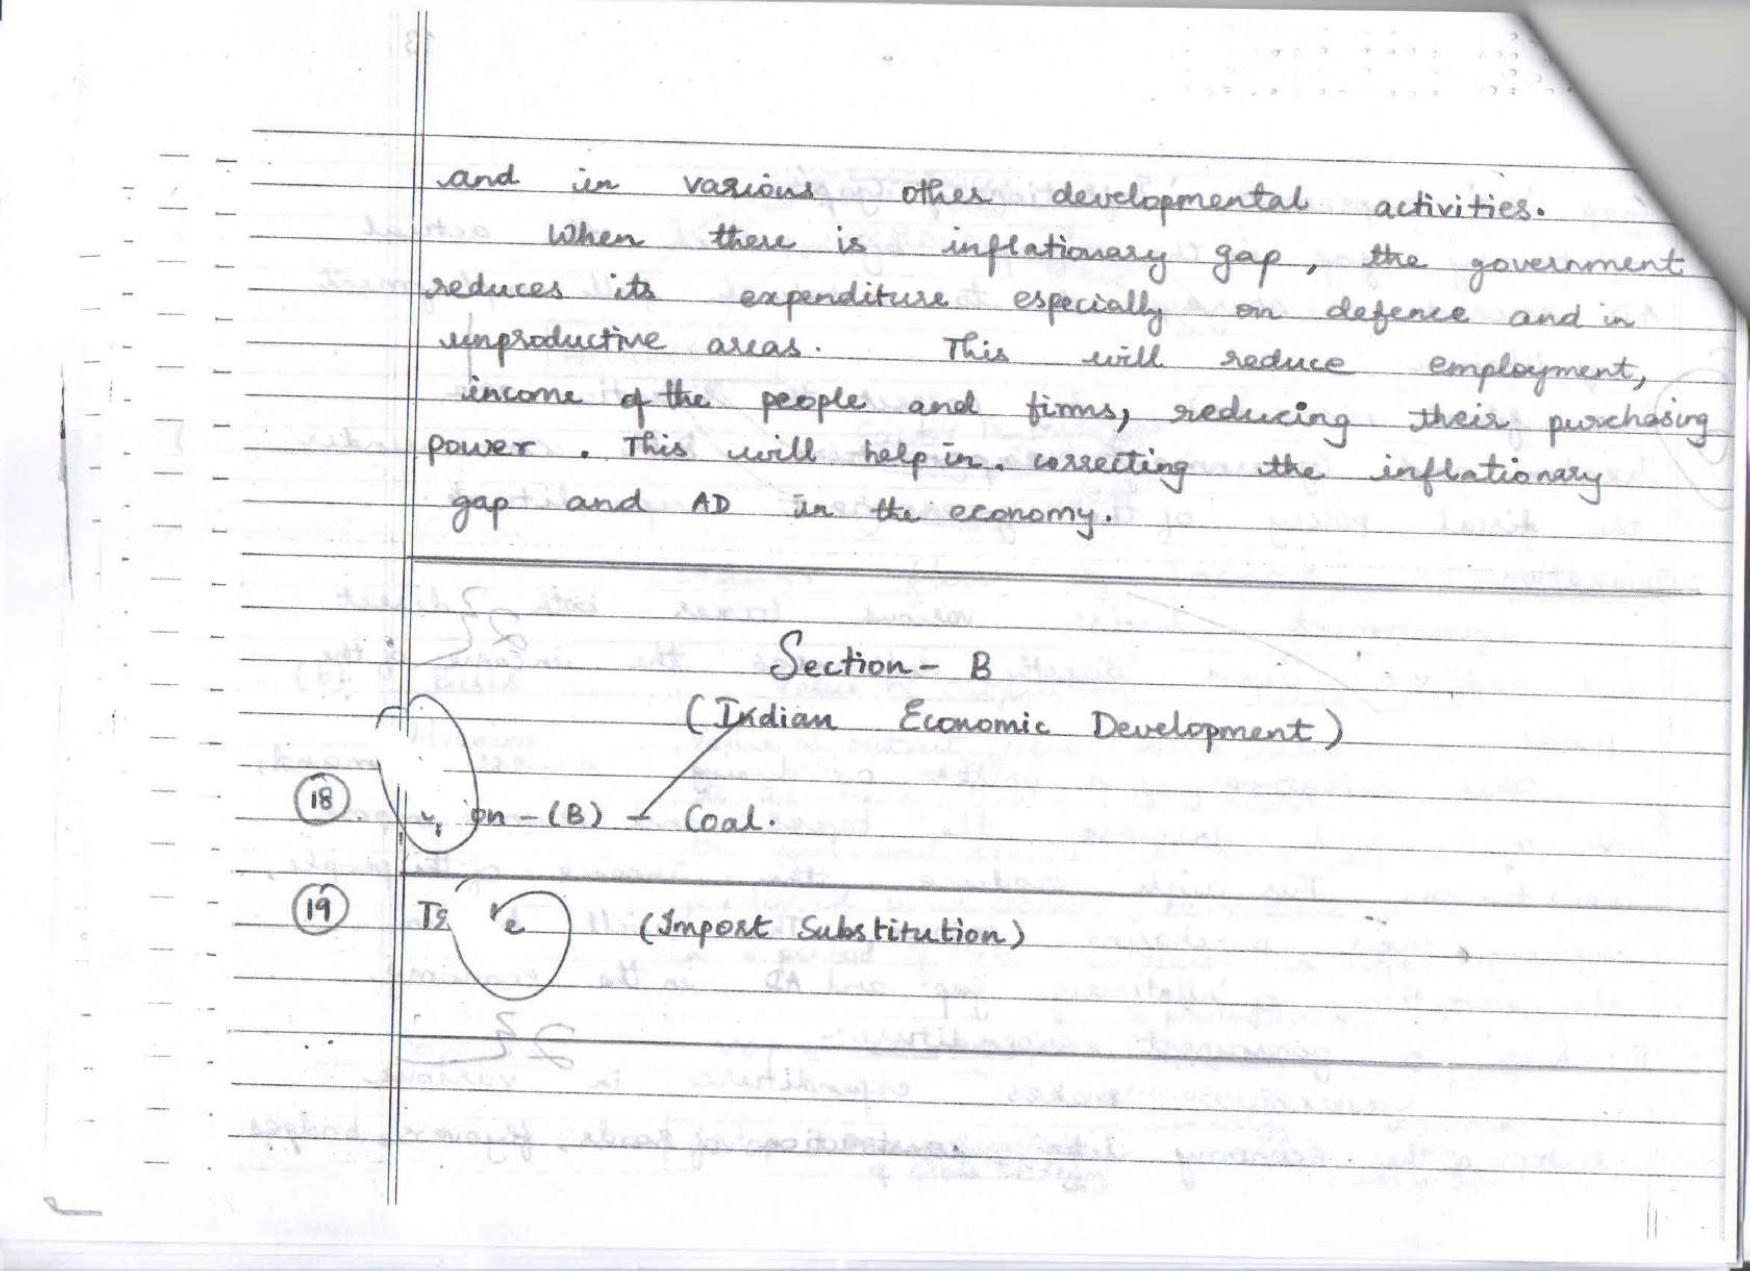 and in various other developmental activities.
When there is inflationary gap, the government
reduces its expenditure especially on defence and in
unproductive areas. This will reduce employment,
income of the people and firms, reducing their purchasing
power. This will help in. correcting the inflationary
gap and AD in the economy.
Section - B
(Indian Economic Development)
18 on - (B) - Coal.
19 (Import Substitution)